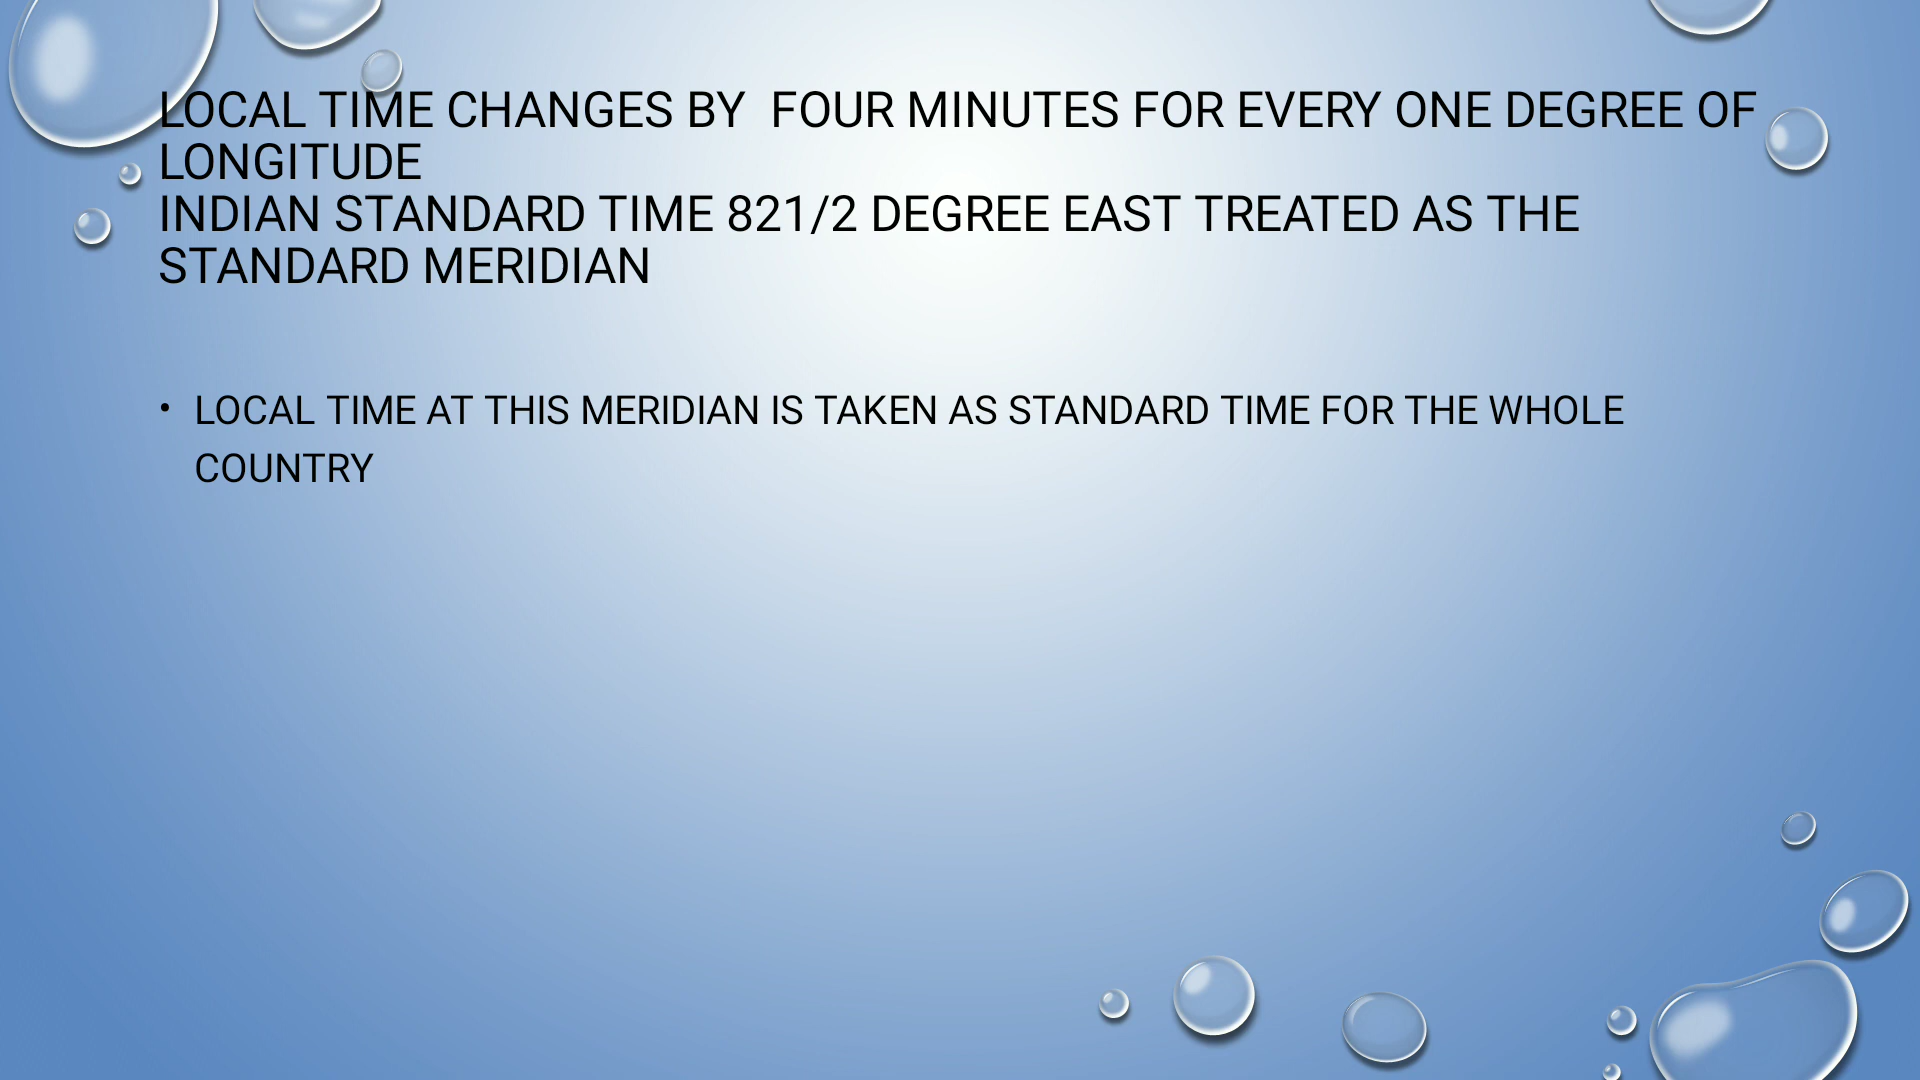 LOCAL TIME CHANGES BY  FOUR MINUTES FOR EVERY ONE DEGREE OF
LONGITUDE
INDIAN STANDARD TIME 821/2 DEGREE EAST TREATED AS THE
STANDARD MERIDIAN
• LOCAL TIME AT THIS MERIDIAN IS TAKEN AS STANDARD TIME FOR THE WHOLE
COUNTRY